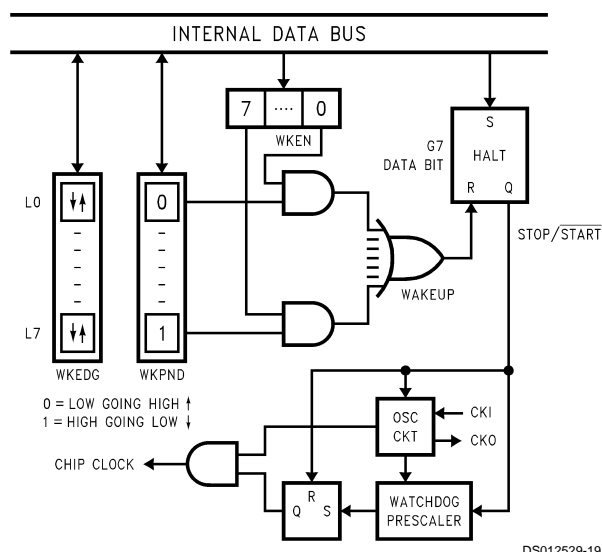 INTERNAL DATA BUS
7 .... 0
WKEN
G7
DATA BIT
S
HALT
R Q
L0
0
STOP/START
WAKEUP
L7
1
WKEDG
WKPND
0 = LOW GOING HIGH ↑
1 = HIGH GOING LOW ↓
OSC
CKT
CKI
CKO
CHIP CLOCK
R
Q S
WATCHDOG
PRESCALER
DS012529-19